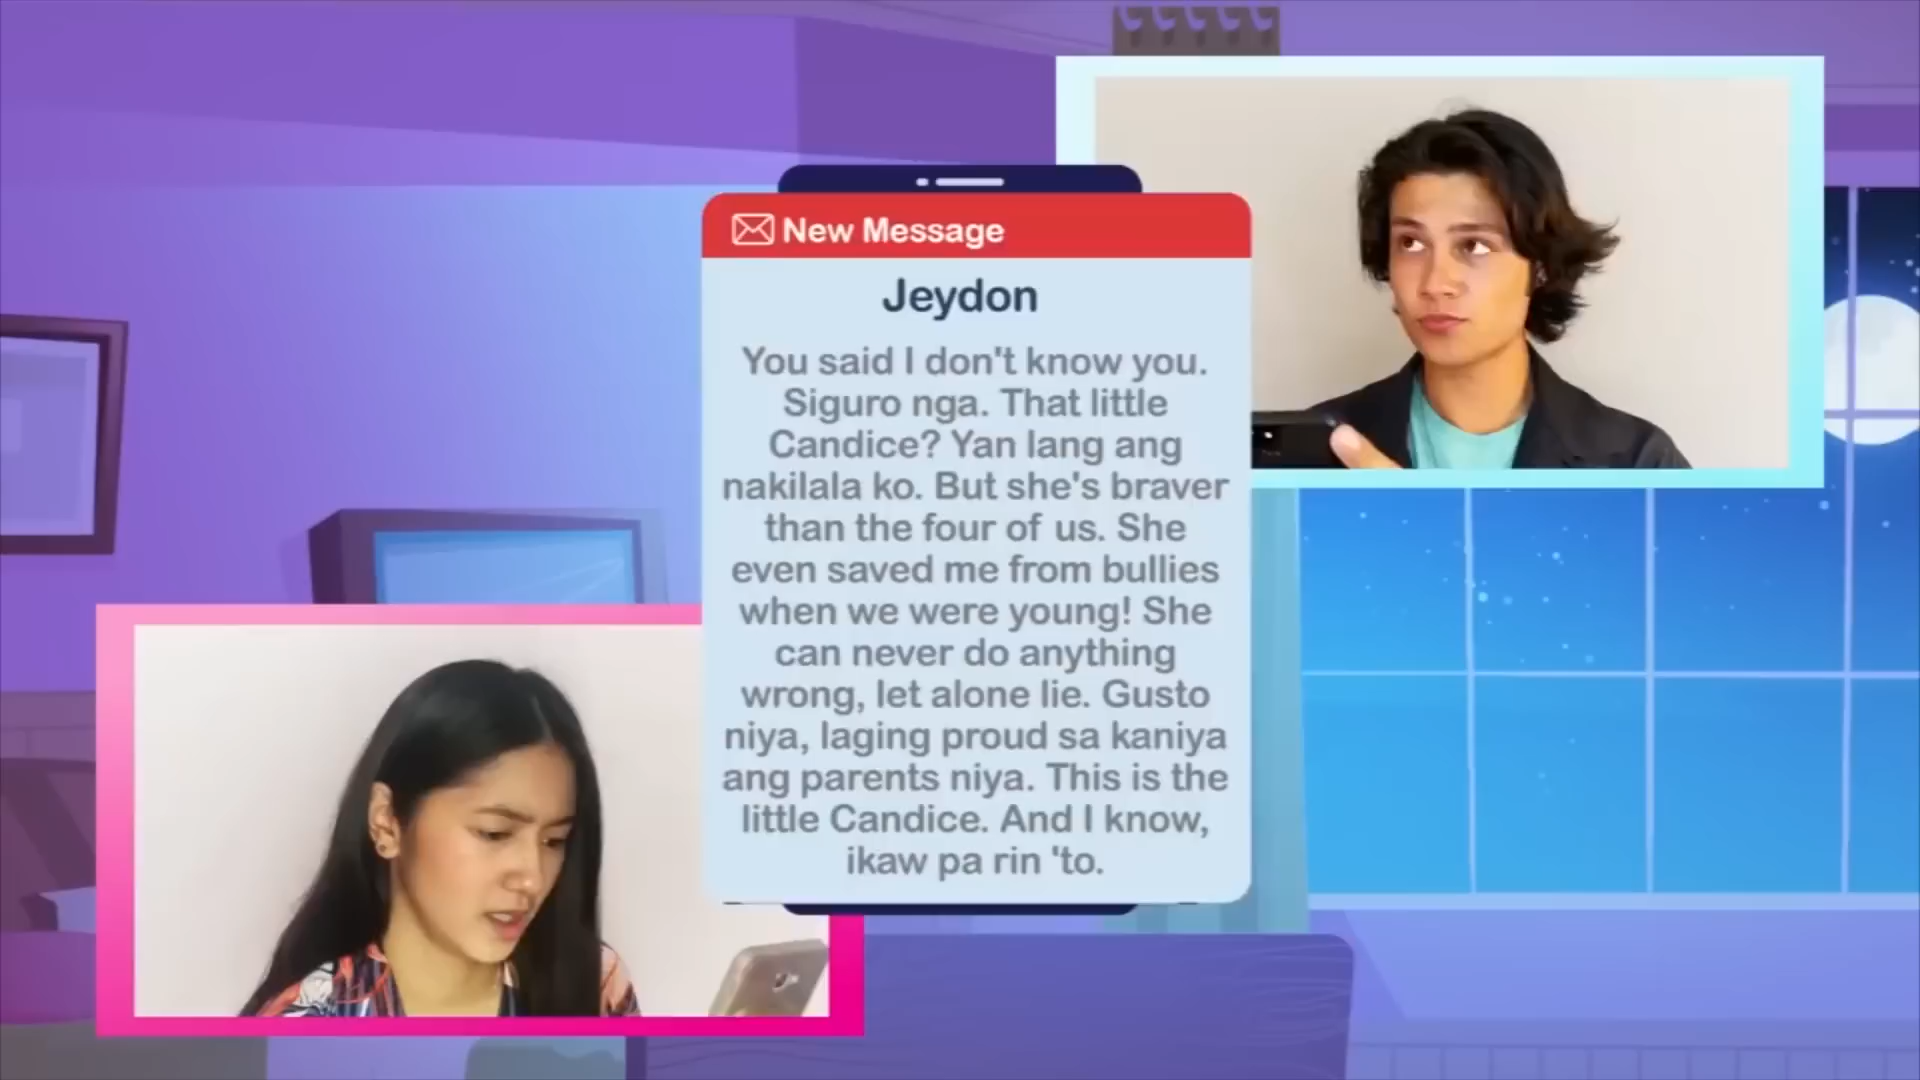 New Message
Jeydon
You said I don't know you.
Siguro nga. That little
Candice? Yan lang ang
nakilala ko. But she's braver
than the four of us. She
even saved me from bullies
when we were young! She
can never do anything
wrong, let alone lie. Gusto
niya, laging proud sa kaniya
ang parents niya. This is the
little Candice. And I know,
ikaw pa rin 'to.